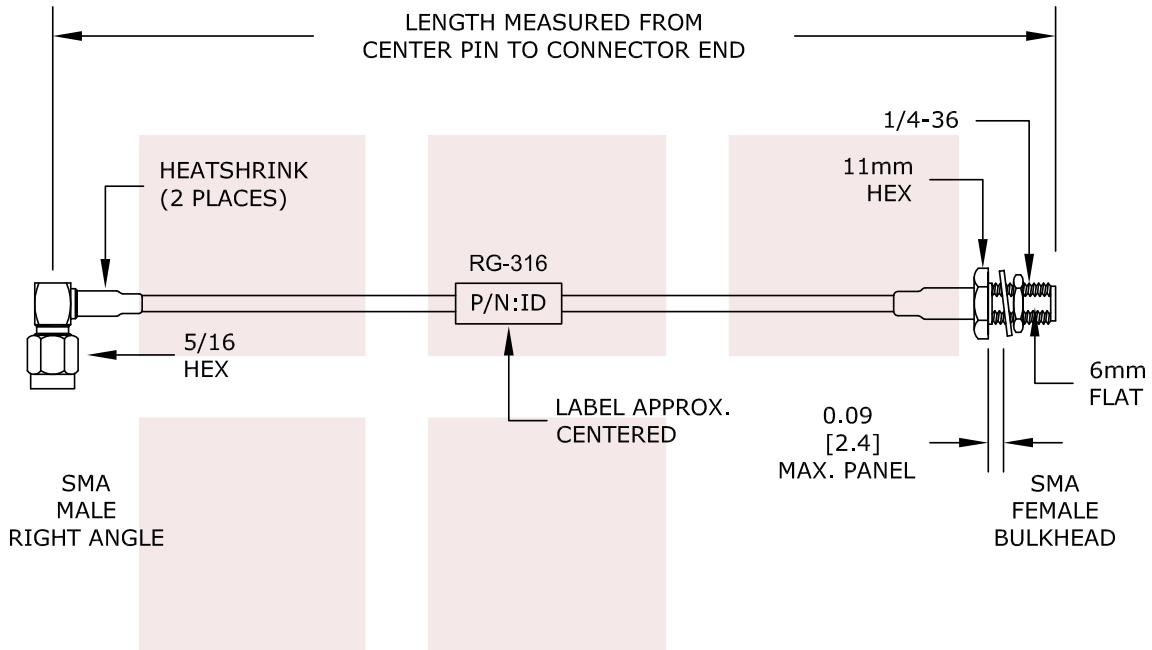 LENGTH MEASURED FROM
CENTER PIN TO CONNECTOR END
1/4-36
HEATSHRINK
(2 PLACES)
11mm
HEX
RG-316
P/N:ID
5/16
HEX
6mm
FLAT
LABEL APPROX.
CENTERED
0.09
[2.4]
MAX. PANEL
SMA
MALE
RIGHT ANGLE
SMA
FEMALE
BULKHEAD